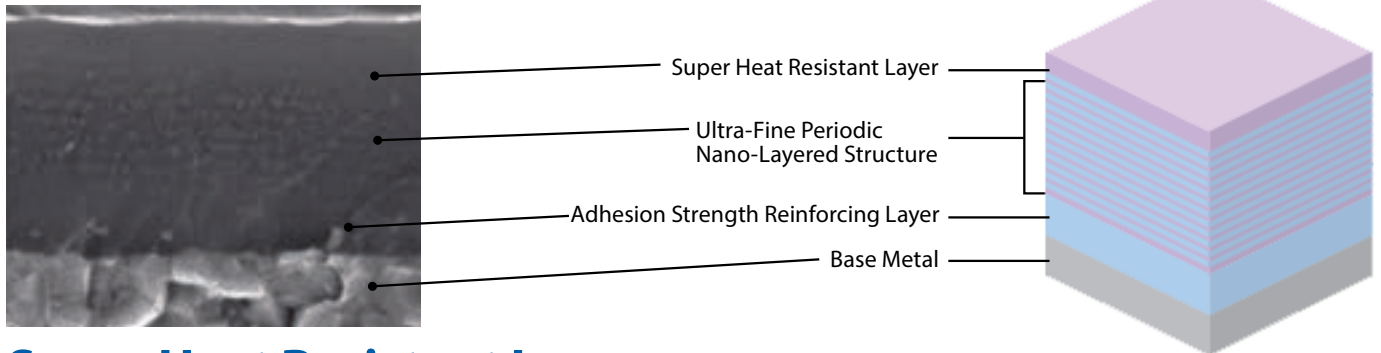 Super Heat Resistant Layer
Ultra-Fine Periodic
Nano-Layered Structure
Adhesion Strength Reinforcing Layer
Base Metal